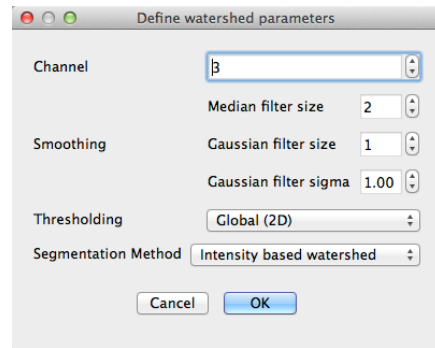 Define watershed parameters
Channel 3
Median filter size 2
Smoothing Gaussian filter size 1
Gaussian filter sigma 1.00
Thresholding Global (2D)
Segmentation Method Intensity based watershed
Cancel OK